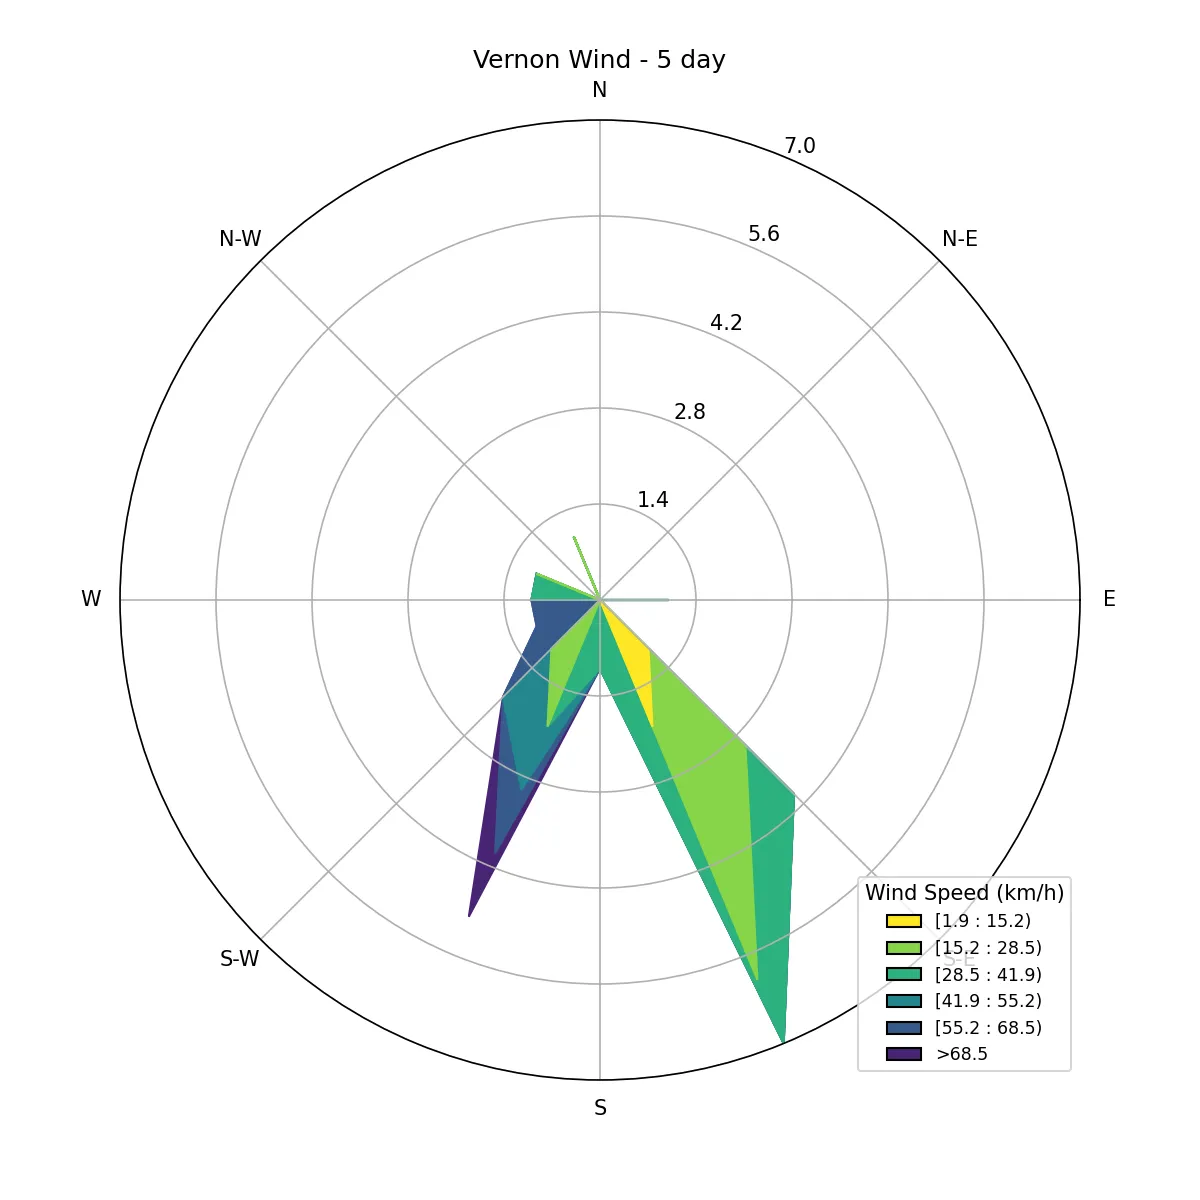 Vernon Wind - 5 day
N
7.0
N-W
5.6
N-E
4.2
2.8
1.4
W
E
S-W
S-E
S
Wind Speed (km/h)
[1.9 : 15.2)
[15.2 : 28.5)
[28.5 : 41.9)
[41.9 : 55.2)
[55.2 : 68.5)
>68.5